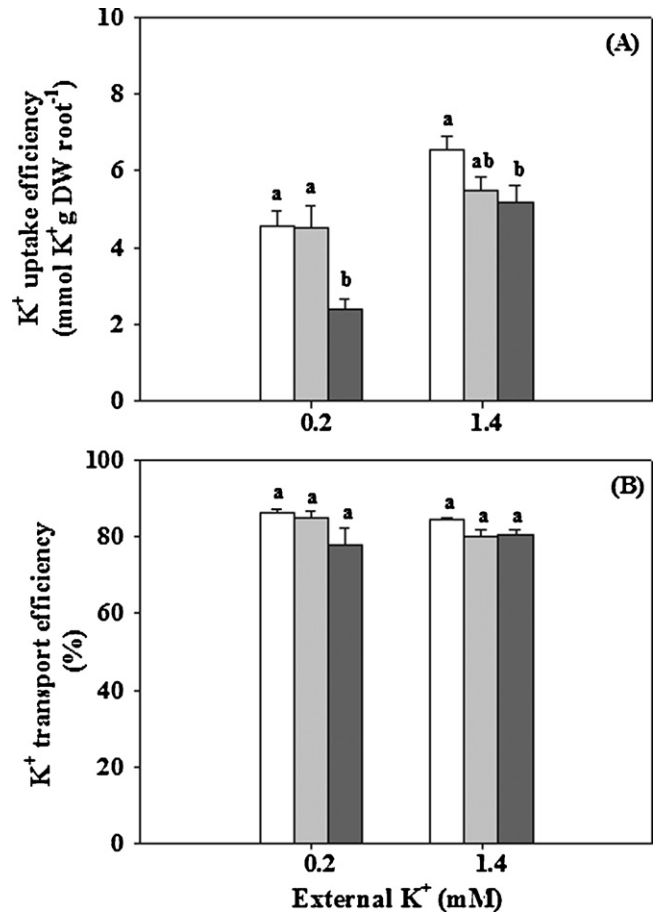 (A)
K⁺ uptake efficiency
(mmol K⁺ g DW root⁻¹)
10
8
6
4
2
0
a
a
b
a
ab
b
0.2
1.4
(B)
K⁺ transport efficiency
(%)
100
80
60
40
20
0
a
a
a
a
a
a
0.2
1.4
External K⁺ (mM)